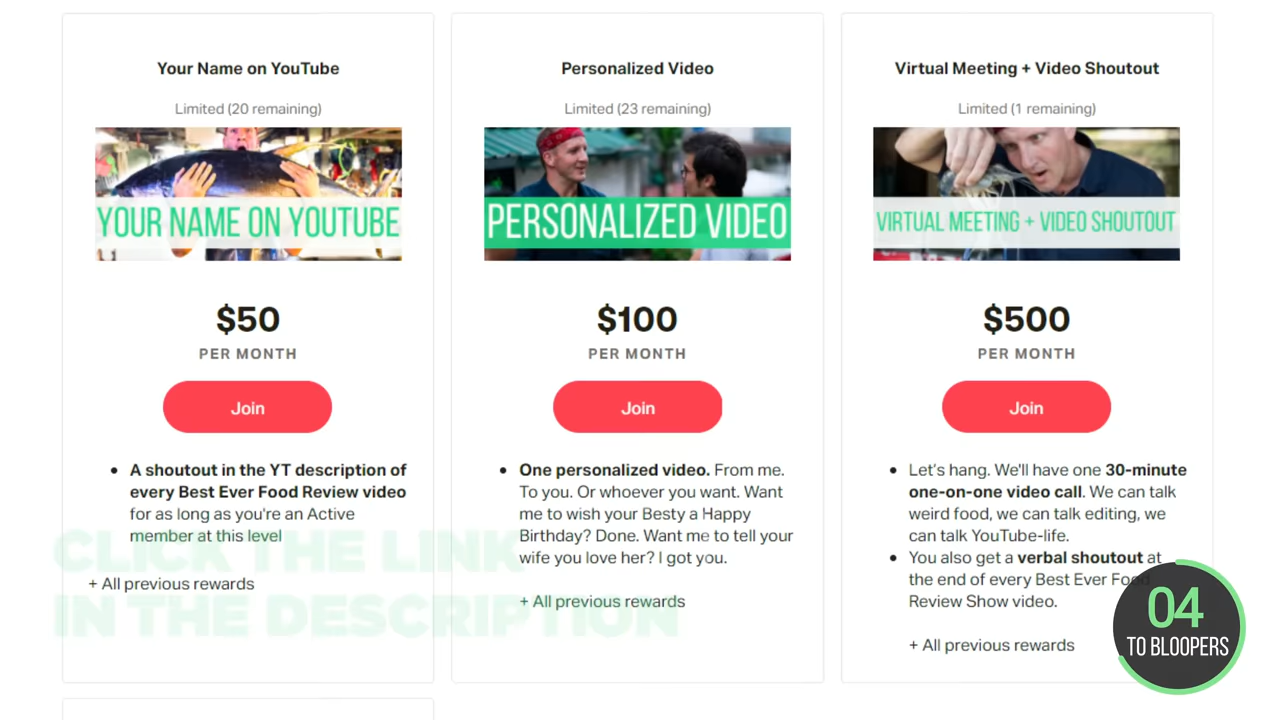 Your Name on YouTube
Limited (20 remaining)
YOUR NAME ON YOUTUBE
$50
PER MONTH
Join
• A shoutout in the YT description of
every Best Ever Food Review video
for as long as you're an Active
member at this level
+ All previous rewards
Personalized Video
Limited (23 remaining)
PERSONALIZED VIDEO
$100
PER MONTH
Join
• One personalized video. From me.
To you. Or whoever you want. Want
me to wish your Besty a Happy
Birthday? Done. Want me to tell your
wife you love her? I got you.
+ All previous rewards
Virtual Meeting + Video Shoutout
Limited (1 remaining)
VIRTUAL MEETING + VIDEO SHOUTOUT
$500
PER MONTH
Join
• Let's hang. We'll have one 30-minute
one-on-one video call. We can talk
weird food, we can talk editing, we
can talk YouTube-life.
• You also get a verbal shoutout at
the end of every Best Ever Food
Review Show video.
+ All previous rewards
CLICK THE LINK
IN THE DESCRIPTION
04
TO BLOOPERS